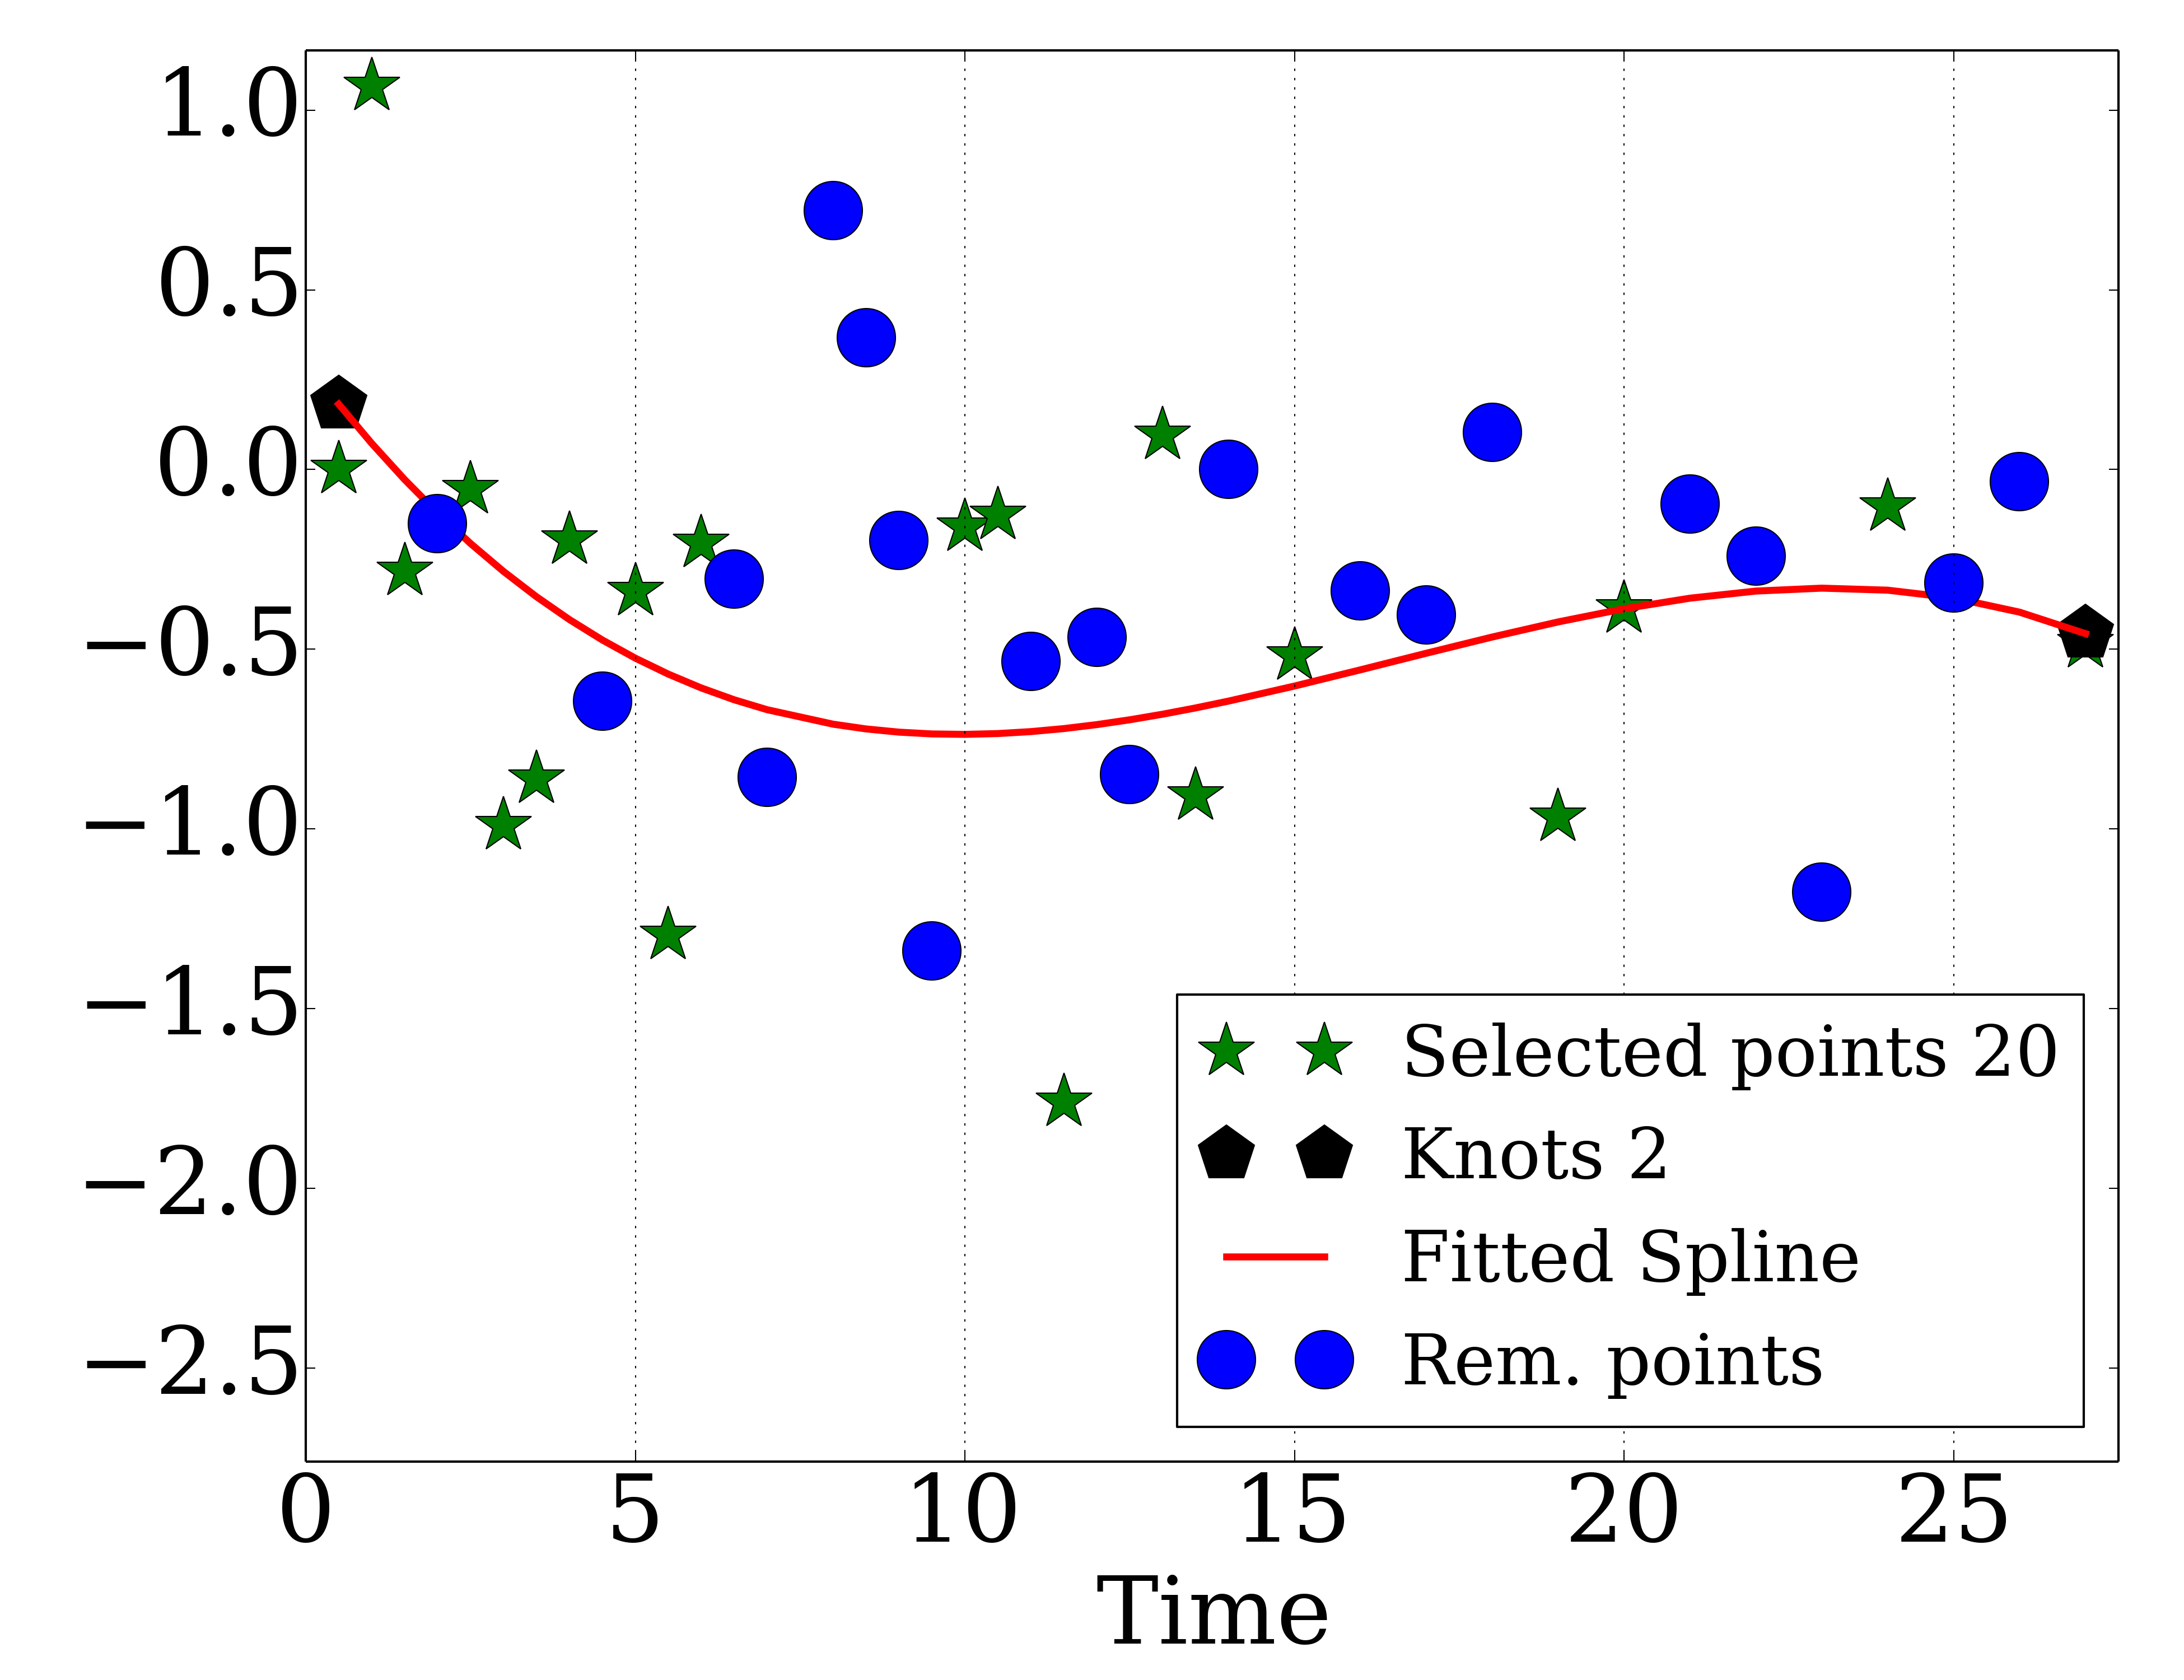 1.0
0.5
0.0
−0.5
−1.0
−1.5
−2.0
−2.5
Selected points 20
Knots 2
Fitted Spline
Rem. points
0 5 10 15 20 25
Time